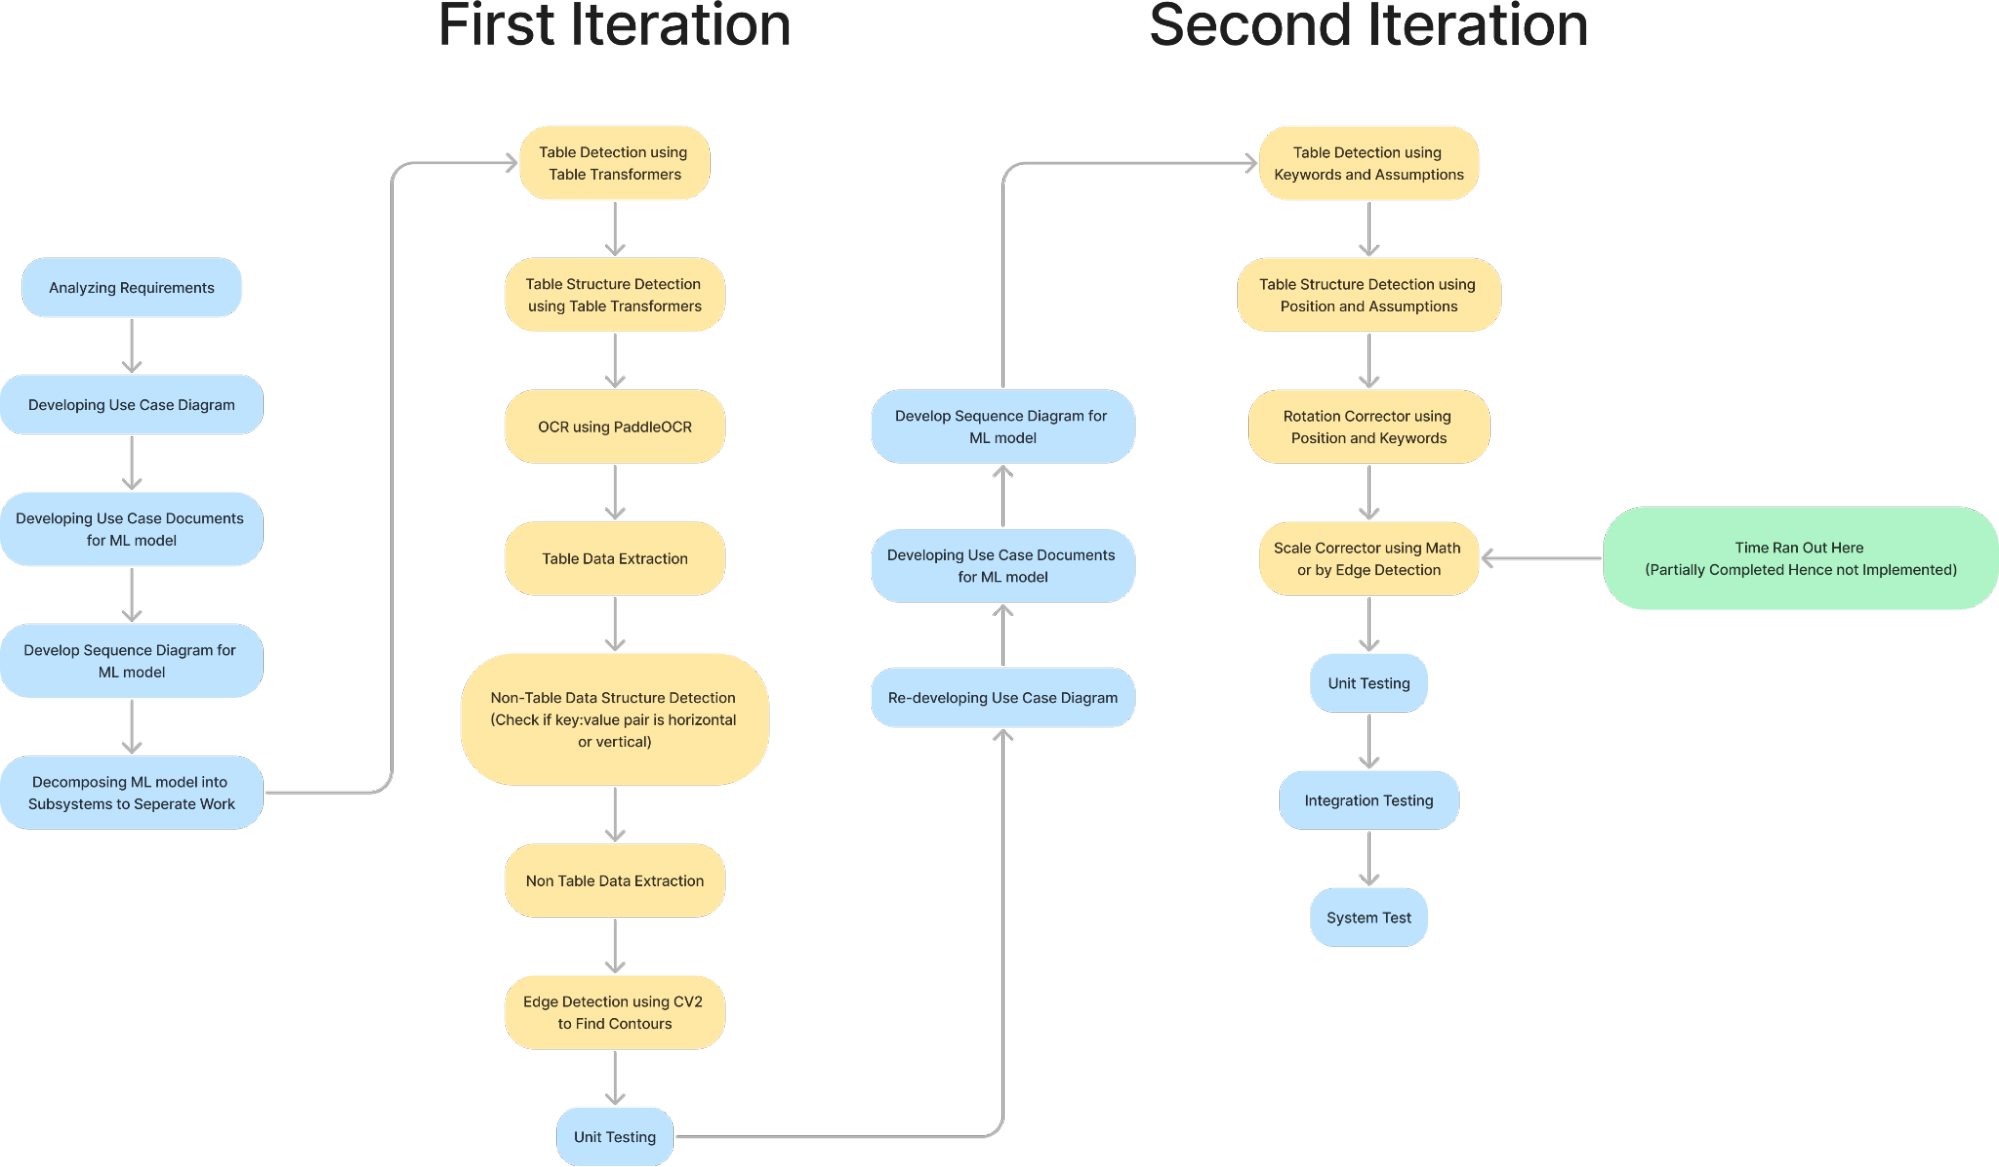 First Iteration
Analyzing Requirements
Developing Use Case Diagram
Developing Use Case Documents
for ML model
Develop Sequence Diagram for
ML model
Decomposing ML model into
Subsystems to Seperate Work
Table Detection using
Table Transformers
Table Structure Detection
using Table Transformers
OCR using PaddleOCR
Table Data Extraction
Non-Table Data Structure Detection
(Check if key:value pair is horizontal
or vertical)
Non Table Data Extraction
Edge Detection using CV2
to Find Contours
Unit Testing
Second Iteration
Re-developing Use Case Diagram
Developing Use Case Documents
for ML model
Develop Sequence Diagram for
ML model
Table Detection using
Keywords and Assumptions
Table Structure Detection using
Position and Assumptions
Rotation Corrector using
Position and Keywords
Scale Corrector using Math
or by Edge Detection
Time Ran Out Here
(Partially Completed Hence not Implemented)
Unit Testing
Integration Testing
System Test